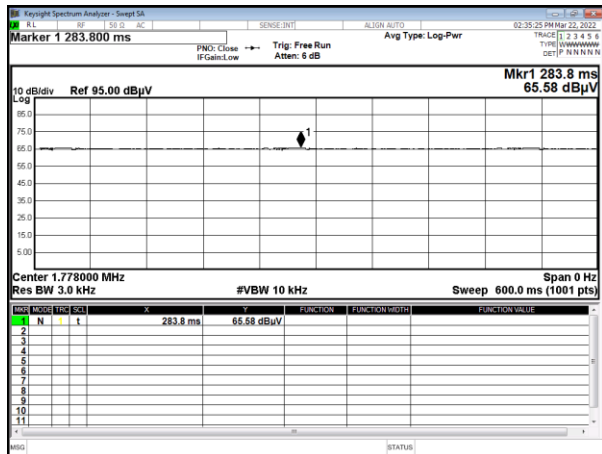 Keysight Spectrum Analyzer - Swept SA
RL RF 50 Ω AC SENSE:INT ALIGN AUTO 02:35:25 PM Mar 22, 2022
Marker 1 283.800 ms
PNO: Close Trig: Free Run Avg Type: Log-Pwr TRACE 1 2 3 4 5 6
IFGain:Low Atten: 6 dB TYPE WWWWWW
DET P N N N N N
Mkr1 283.8 ms
10 dB/div Ref 95.00 dBµV 65.58 dBµV
Log
85.0
75.0
1
65.0
55.0
45.0
35.0
25.0
15.0
5.00
Center 1.778000 MHz Span 0 Hz
Res BW 3.0 kHz #VBW 10 kHz Sweep 600.0 ms (1001 pts)
MKR MODE TRC SCL X Y FUNCTION FUNCTION WIDTH FUNCTION VALUE
1 N 1 t 283.8 ms 65.58 dBµV
2
3
4
5
6
7
8
9
10
11
MSG STATUS